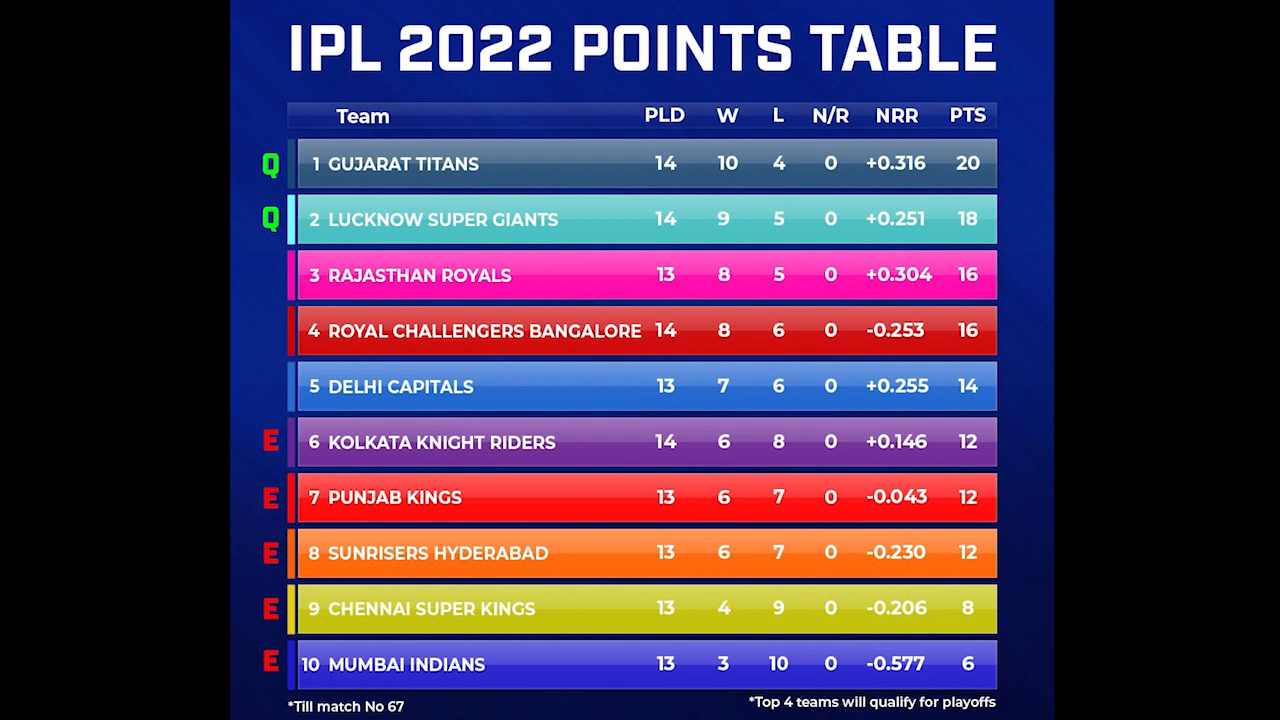 IPL 2022 POINTS TABLE
Team PLD W L N/R NRR PTS
Q 1 GUJARAT TITANS 14 10 4 0 +0.316 20
Q 2 LUCKNOW SUPER GIANTS 14 9 5 0 +0.251 18
3 RAJASTHAN ROYALS 13 8 5 0 +0.304 16
4 ROYAL CHALLENGERS BANGALORE 14 8 6 0 -0.253 16
5 DELHI CAPITALS 13 7 6 0 +0.255 14
E 6 KOLKATA KNIGHT RIDERS 14 6 8 0 +0.146 12
E 7 PUNJAB KINGS 13 6 7 0 -0.043 12
E 8 SUNRISERS HYDERABAD 13 6 7 0 -0.230 12
E 9 CHENNAI SUPER KINGS 13 4 9 0 -0.206 8
E 10 MUMBAI INDIANS 13 3 10 0 -0.577 6
*Till match No 67 *Top 4 teams will qualify for playoffs